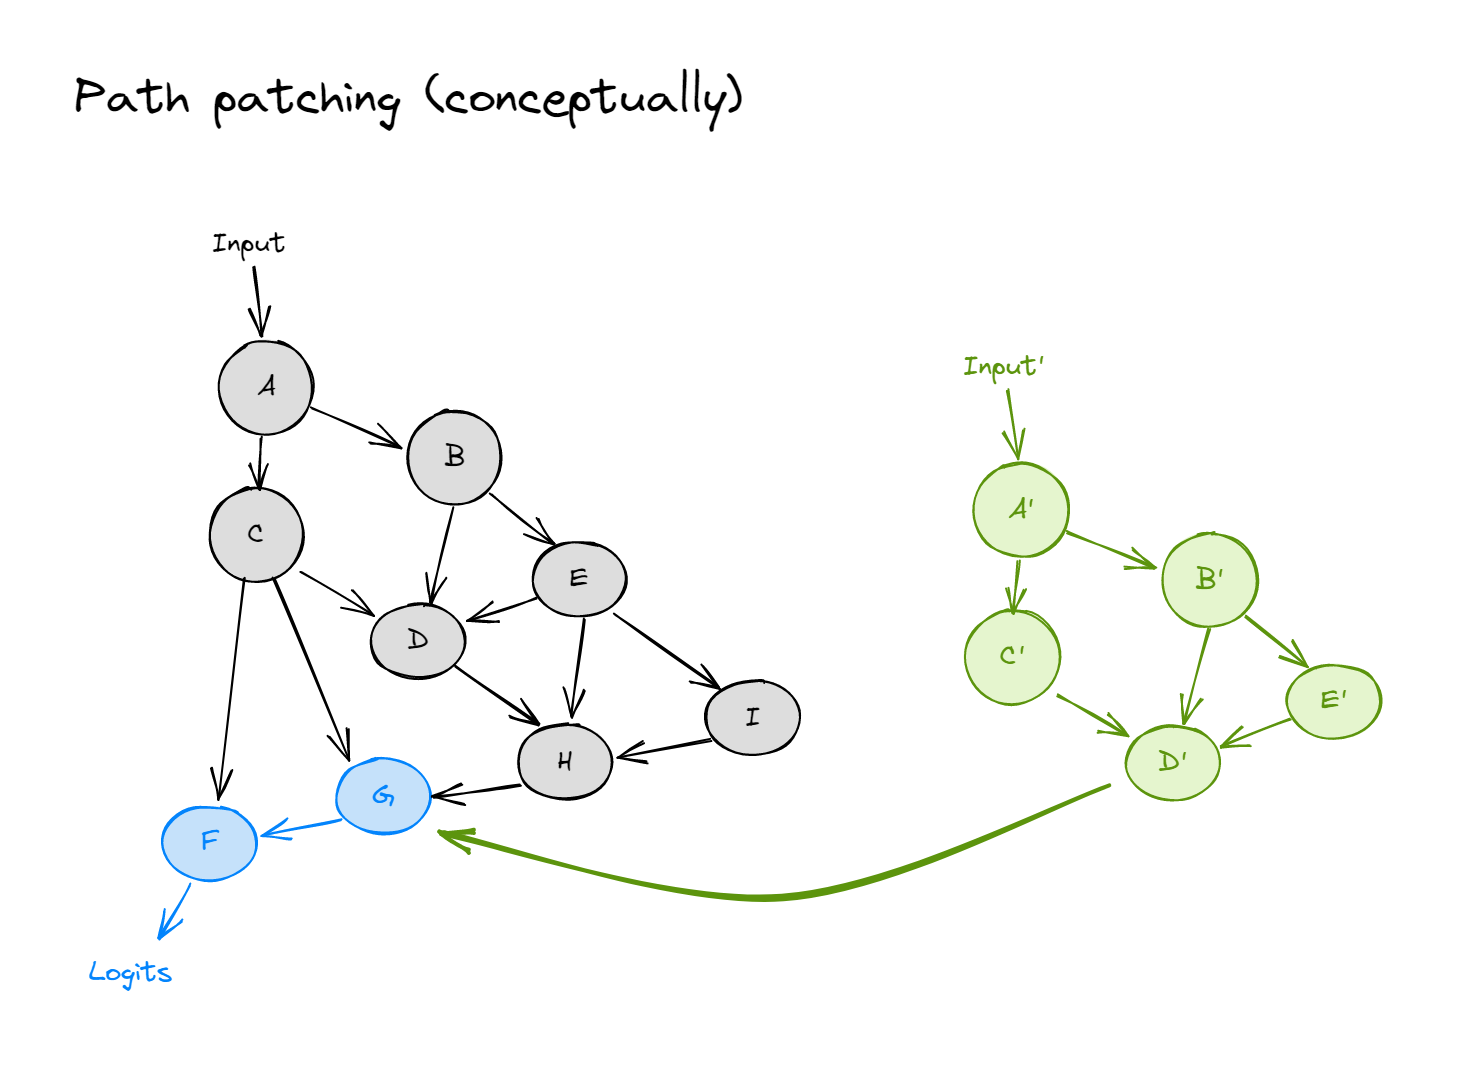 Path patching (conceptually)
Input
A
B
C
E
D
I
H
G
F
Logits
Input'
A'
B'
C'
E'
D'